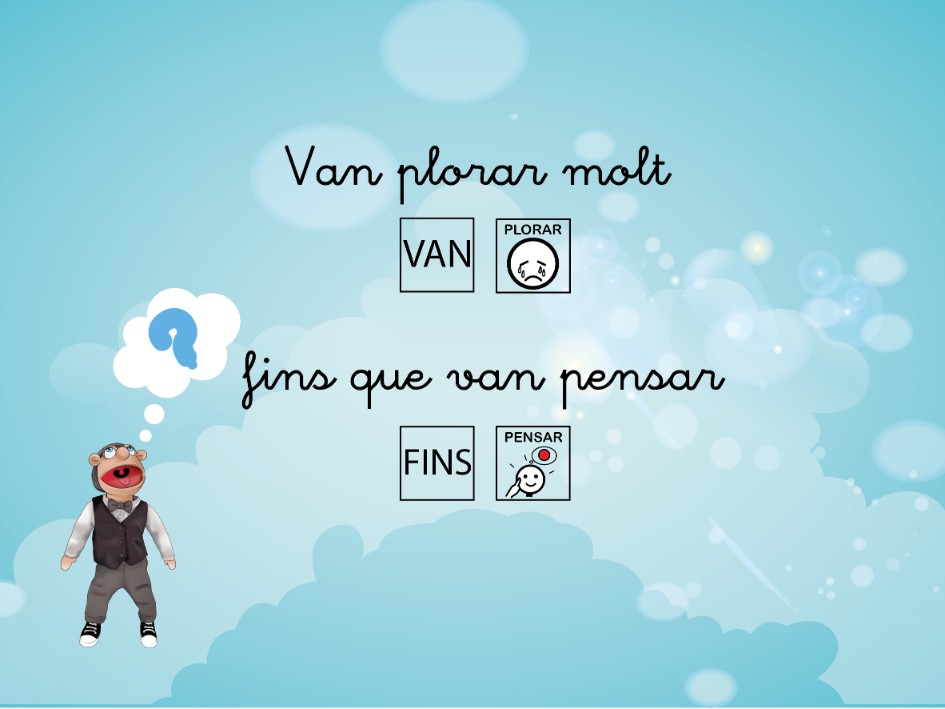 Van plorar molt
VAN PLORAR
fins que van pensar
FINS PENSAR